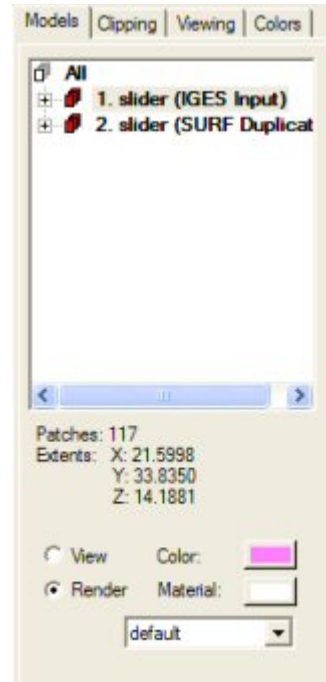 Models Clipping Viewing Colors
All
1. slider (IGES Input)
2. slider (SURF Duplicat
Patches: 117
Extents: X: 21.5998
Y: 33.8350
Z: 14.1881
View Color:
Render Material:
default